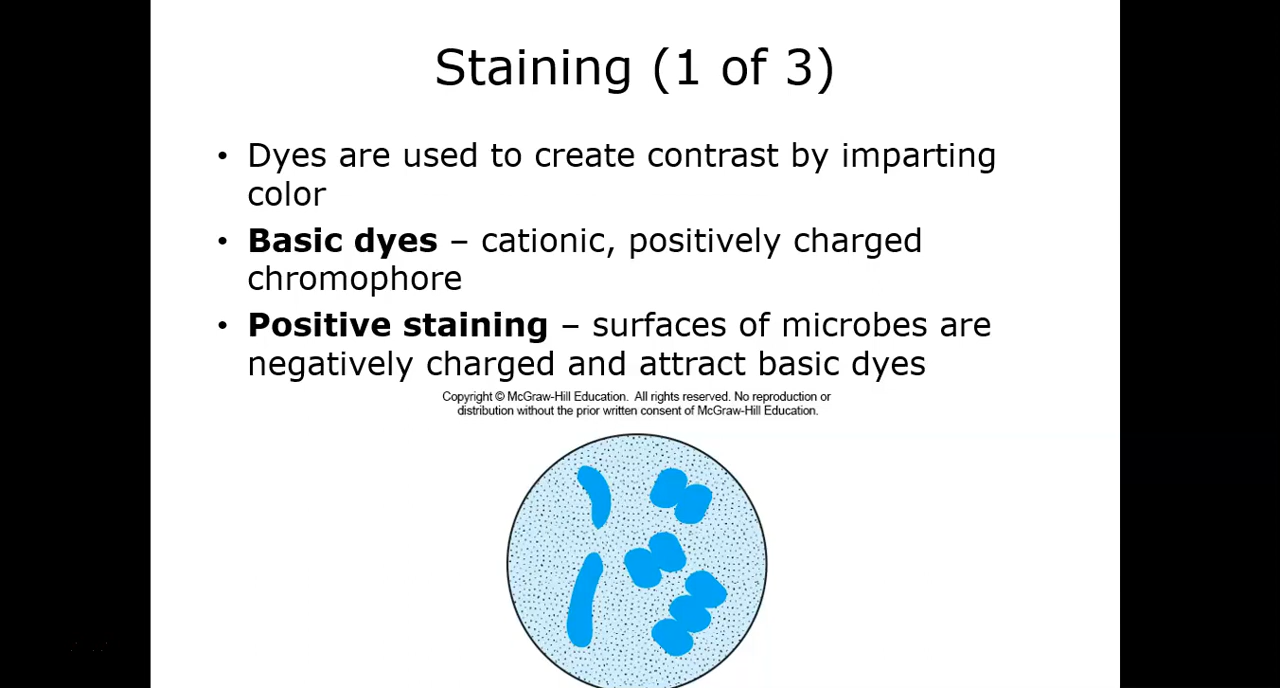 Staining (1 of 3)
• Dyes are used to create contrast by imparting
color
• Basic dyes – cationic, positively charged
chromophore
• Positive staining – surfaces of microbes are
negatively charged and attract basic dyes
Copyright © McGraw-Hill Education. All rights reserved. No reproduction or
distribution without the prior written consent of McGraw-Hill Education.